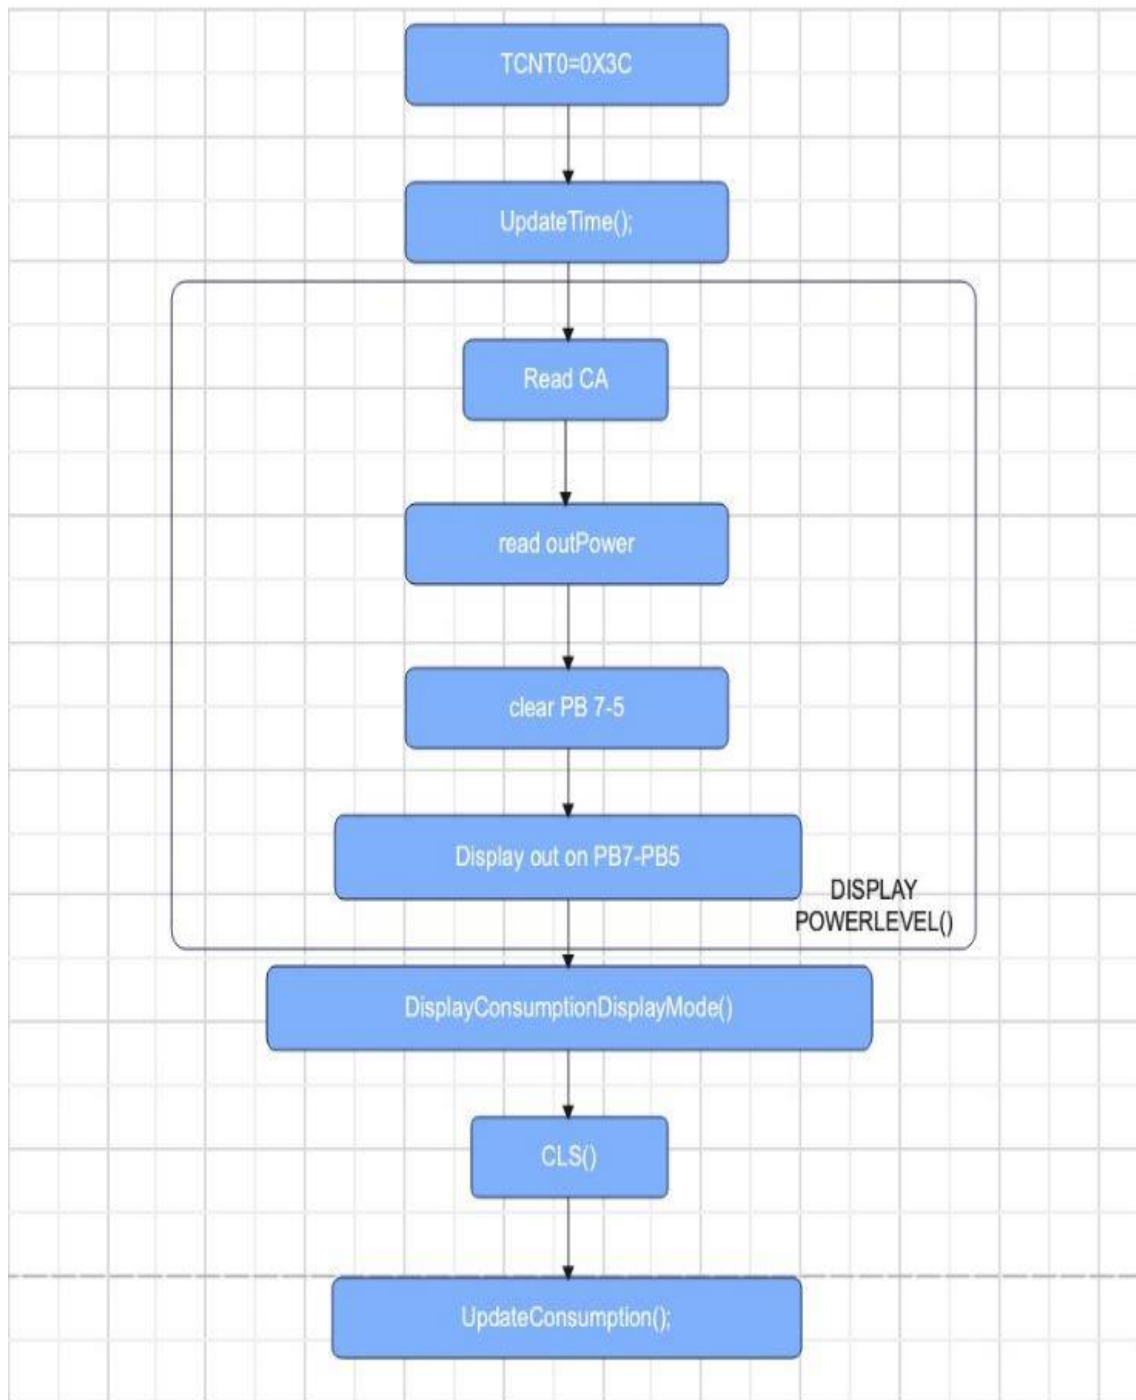 TCNT0=0X3C
UpdateTime();
Read CA
read outPower
clear PB 7-5
Display out on PB7-PB5
DISPLAY
POWERLEVEL()
DisplayConsumptionDisplayMode()
CLS()
UpdateConsumption();